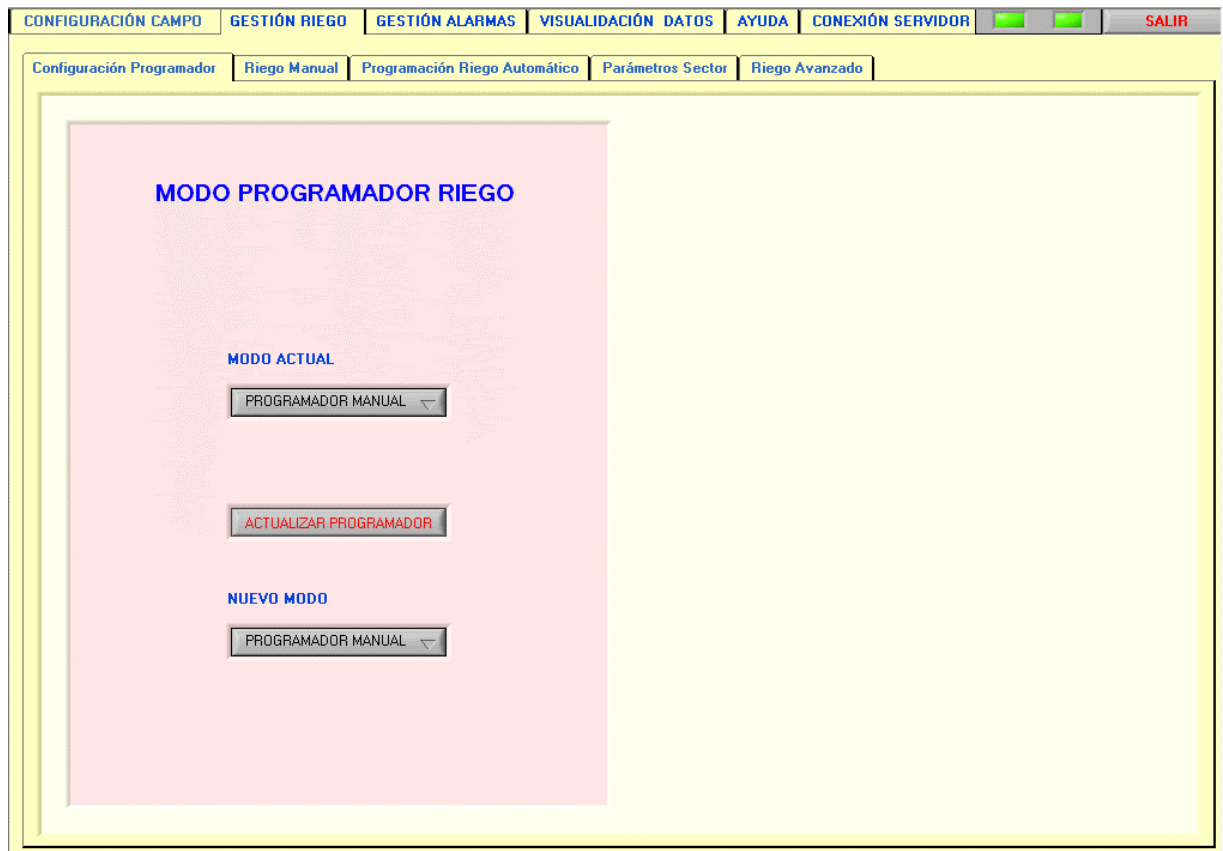 CONFIGURACIÓN CAMPO GESTIÓN RIEGO GESTIÓN ALARMAS VISUALIDACIÓN DATOS AYUDA CONEXIÓN SERVIDOR SALIR
Configuración Programador Riego Manual Programación Riego Automático Parámetros Sector Riego Avanzado
MODO PROGRAMADOR RIEGO
MODO ACTUAL
PROGRAMADOR MANUAL
ACTUALIZAR PROGRAMADOR
NUEVO MODO
PROGRAMADOR MANUAL